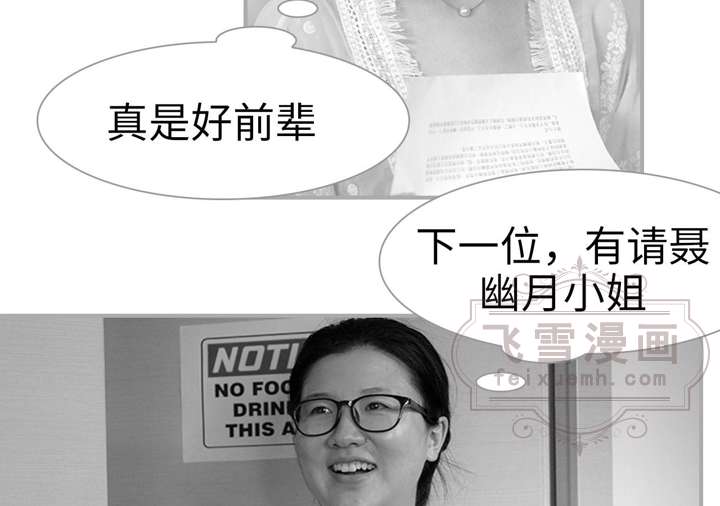 真是好前辈
下一位，有请聂
幽月小姐
飞雪漫画
feixuemh.com
NOTI
NO FOO
DRIN
THIS A